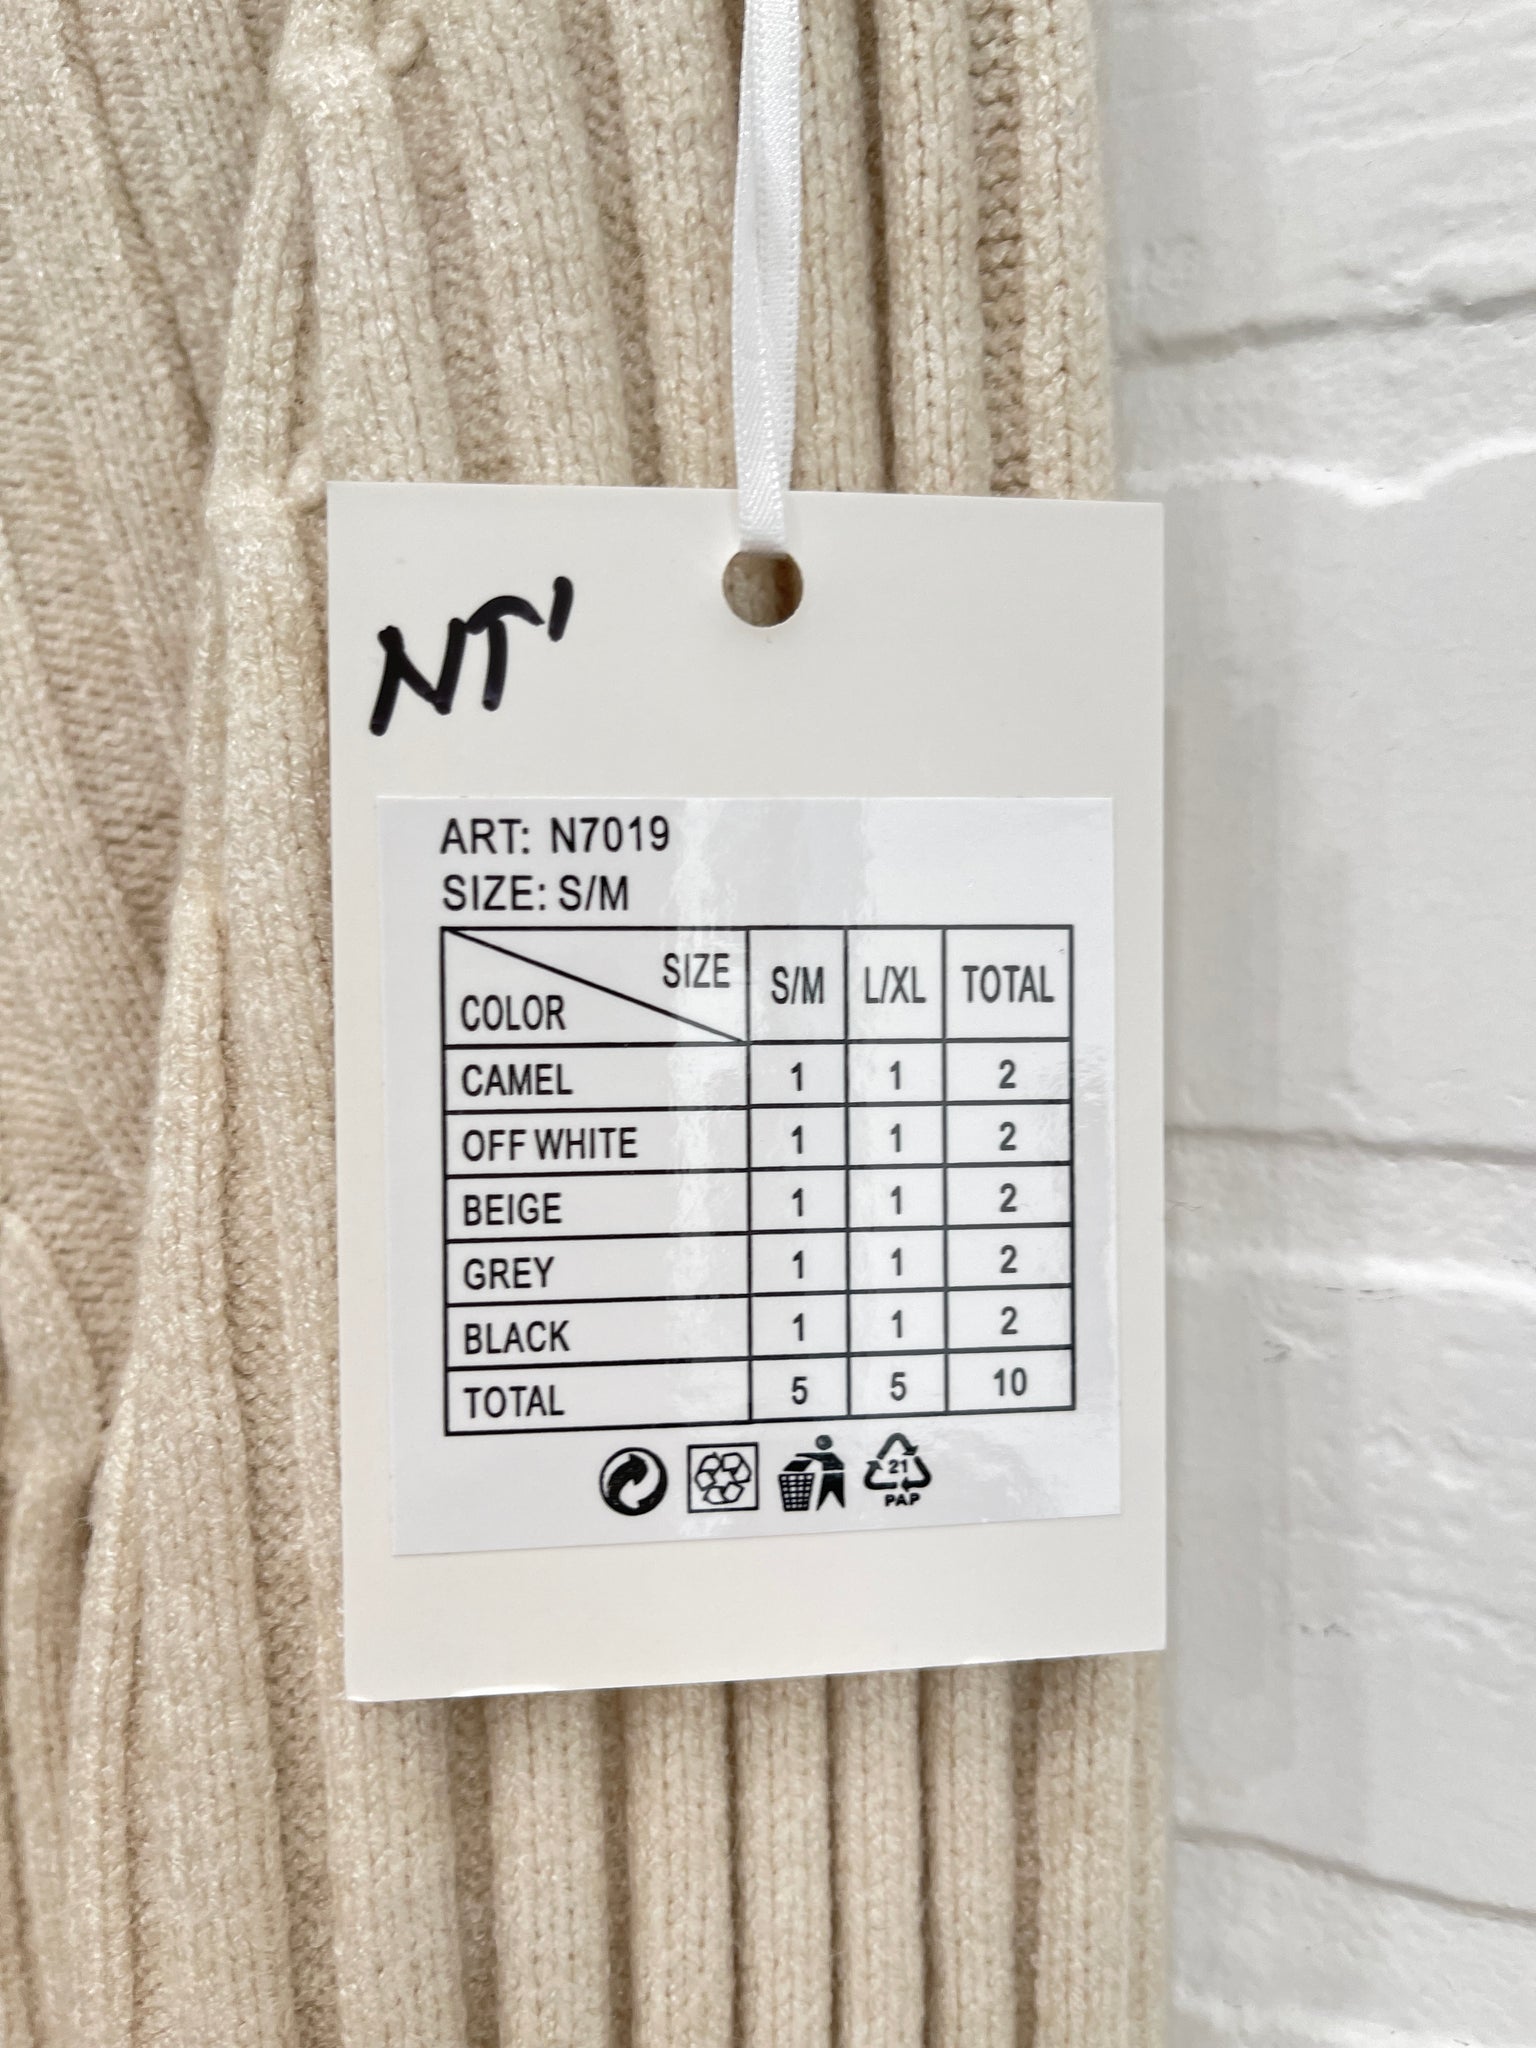 NT1
ART: N7019
SIZE: S/M
SIZE COLOR S/M L/XL TOTAL
CAMEL 1 1 2
OFF WHITE 1 1 2
BEIGE 1 1 2
GREY 1 1 2
BLACK 1 1 2
TOTAL 5 5 10
21
PAP